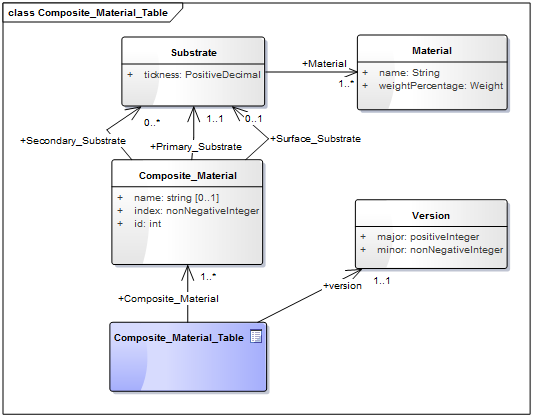 class Composite_Material_Table
Substrate
+ tickness: PositiveDecimal
+Material
1..*
Material
+ name: String
+ weightPercentage: Weight
0..*
1..1
0..1
+Secondary_Substrate
+Primary_Substrate
+Surface_Substrate
Composite_Material
+ name: string [0..1]
+ index: nonNegativeInteger
+ id: int
Version
+ major: positiveInteger
+ minor: nonNegativeInteger
1..*
+Composite_Material
+version
1..1
Composite_Material_Table